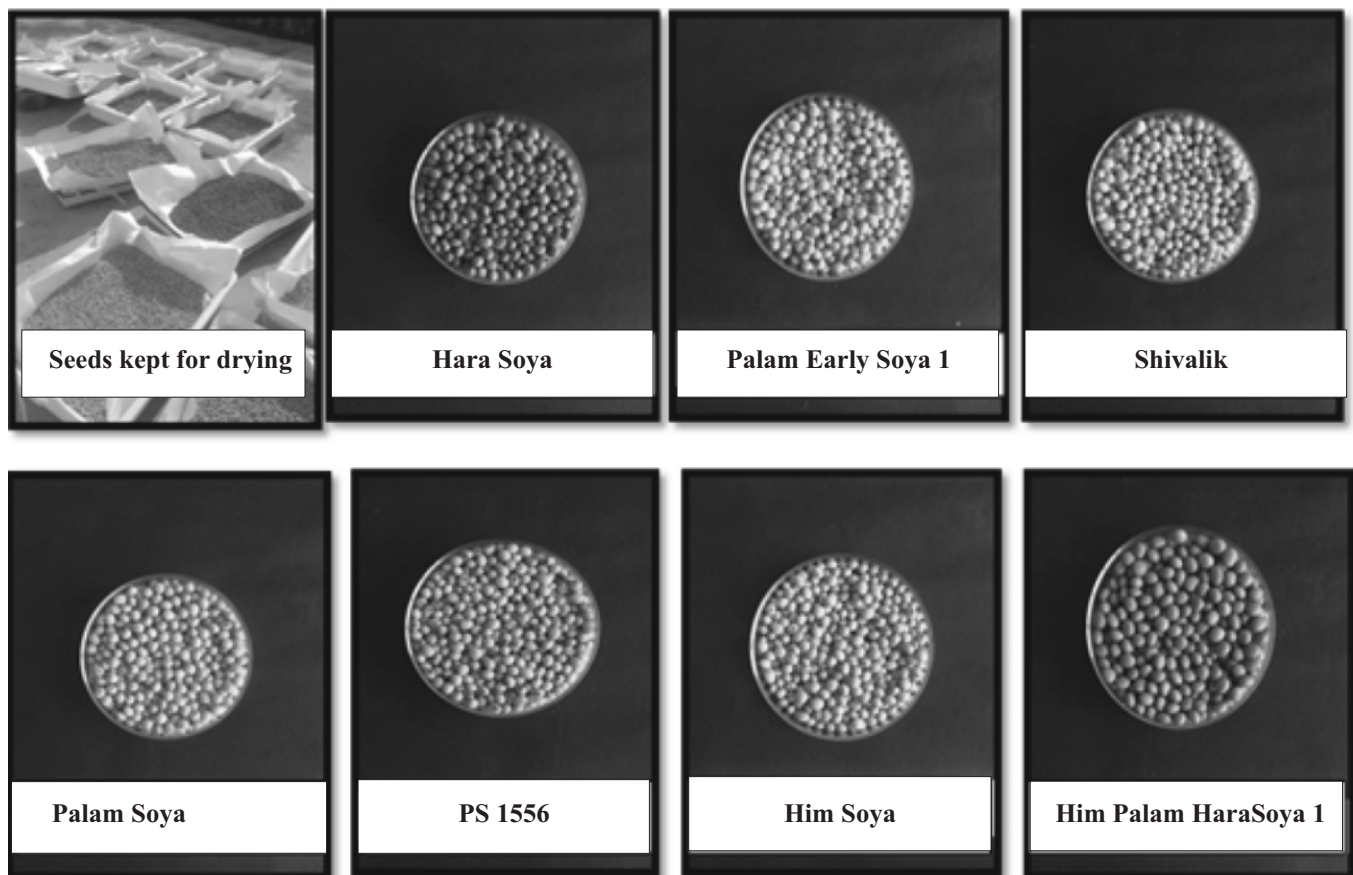 Seeds kept for drying
Hara Soya
Palam Early Soya 1
Shivalik
Palam Soya
PS 1556
Him Soya
Him Palam HaraSoya 1